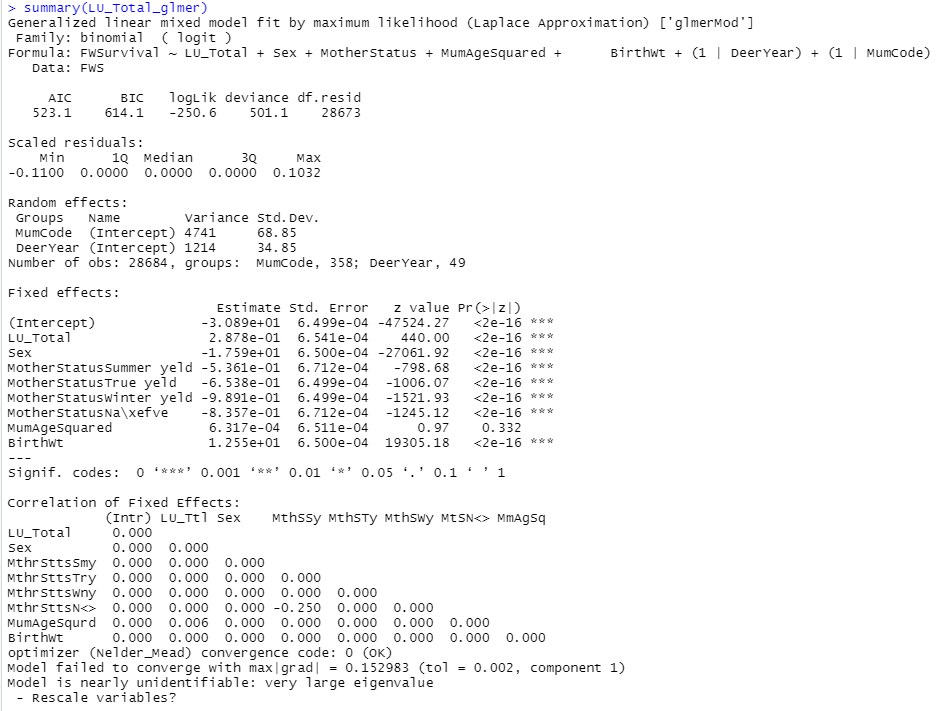 > summary(LU_Total_glmer)
Generalized linear mixed model fit by maximum likelihood (Laplace Approximation) ['glmerMod']
 Family: binomial  ( logit )
Formula: FWSurvival ~ LU_Total + Sex + MotherStatus + MumAgeSquared +      BirthWt + (1 | DeerYear) + (1 | MumCode)
   Data: FWS
     AIC      BIC   logLik deviance df.resid
   523.1    614.1   -250.6    501.1    28673
Scaled residuals:
    Min      1Q  Median      3Q     Max
-0.1100  0.0000  0.0000  0.0000  0.1032
Random effects:
 Groups   Name        Variance Std.Dev.
 MumCode  (Intercept) 4741     68.85
 DeerYear (Intercept) 1214     34.85
Number of obs: 28684, groups:  MumCode, 358; DeerYear, 49
Fixed effects:
                          Estimate Std. Error   z value Pr(>|z|)
(Intercept)             -3.089e+01  6.499e-04 -47524.27   <2e-16 ***
LU_Total                 2.878e-01  6.541e-04    440.00   <2e-16 ***
Sex                     -1.759e+01  6.500e-04 -27061.92   <2e-16 ***
MotherStatusSummer yeld -5.361e-01  6.712e-04   -798.68   <2e-16 ***
MotherStatusTrue yeld   -6.538e-01  6.499e-04  -1006.07   <2e-16 ***
MotherStatusWinter yeld -9.891e-01  6.499e-04  -1521.93   <2e-16 ***
MotherStatusNa\xefve    -8.357e-01  6.712e-04  -1245.12   <2e-16 ***
MumAgeSquared            6.317e-04  6.511e-04      0.97    0.332
BirthWt                  1.255e+01  6.500e-04  19305.18   <2e-16 ***
---
Signif. codes:  0 ‘***’ 0.001 ‘**’ 0.01 ‘*’ 0.05 ‘.’ 0.1 ‘ ’ 1
Correlation of Fixed Effects:
            (Intr) LU_Ttl Sex    MthSSy MthSTy MthSWy MtSN<> MmAgSq
LU_Total     0.000
Sex          0.000  0.000
MthrSttsSmy  0.000  0.000  0.000
MthrSttsTry  0.000  0.000  0.000  0.000
MthrSttsWny  0.000  0.000  0.000  0.000  0.000
MthrSttsN<>  0.000  0.000  0.000 -0.250  0.000  0.000
MumAgeSqurd  0.000  0.006  0.000  0.000  0.000  0.000  0.000
BirthWt      0.000  0.000  0.000  0.000  0.000  0.000  0.000  0.000
optimizer (Nelder_Mead) convergence code: 0 (OK)
Model failed to converge with max|grad| = 0.152983 (tol = 0.002, component 1)
Model is nearly unidentifiable: very large eigenvalue
 - Rescale variables?